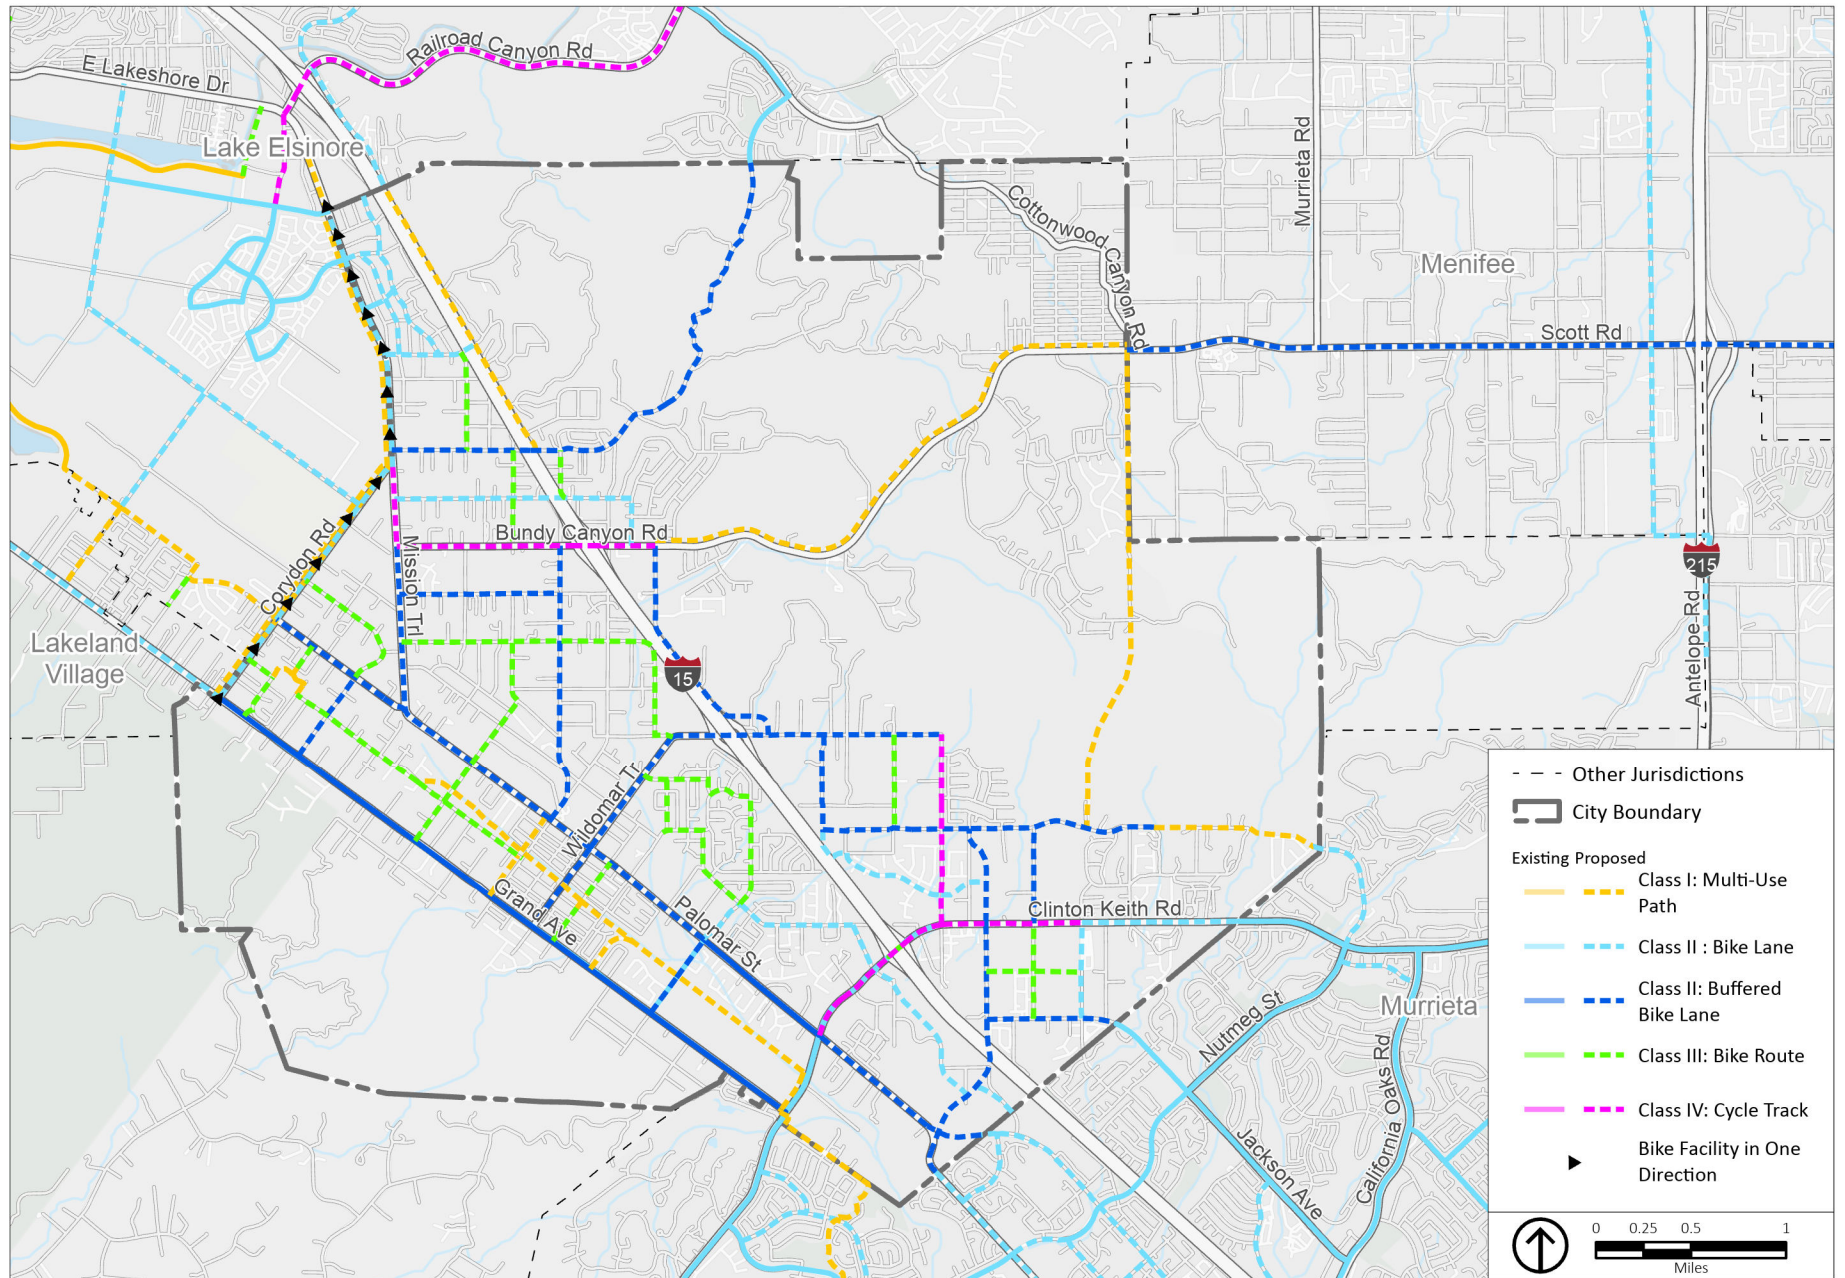 Railroad Canyon Rd
E Lakeshore Dr
Lake Elsinore
Murrieta Rd
Cottonwood Canyon Rd
Menifee
Scott Rd
Bundy Canyon Rd
Mission Trl
Corydon Rd
215
Antelope Rd
Lakeland
Village
15
Wildomar Tr
Grand Ave
Palomar St
Clinton Keith Rd
Nutmeg St
Murrieta
California Oaks Rd
Jackson Ave
Other Jurisdictions
City Boundary
Existing Proposed
Class I: Multi-Use
Path
Class II : Bike Lane
Class II: Buffered
Bike Lane
Class III: Bike Route
Class IV: Cycle Track
Bike Facility in One
Direction
0 0.25 0.5 1
Miles